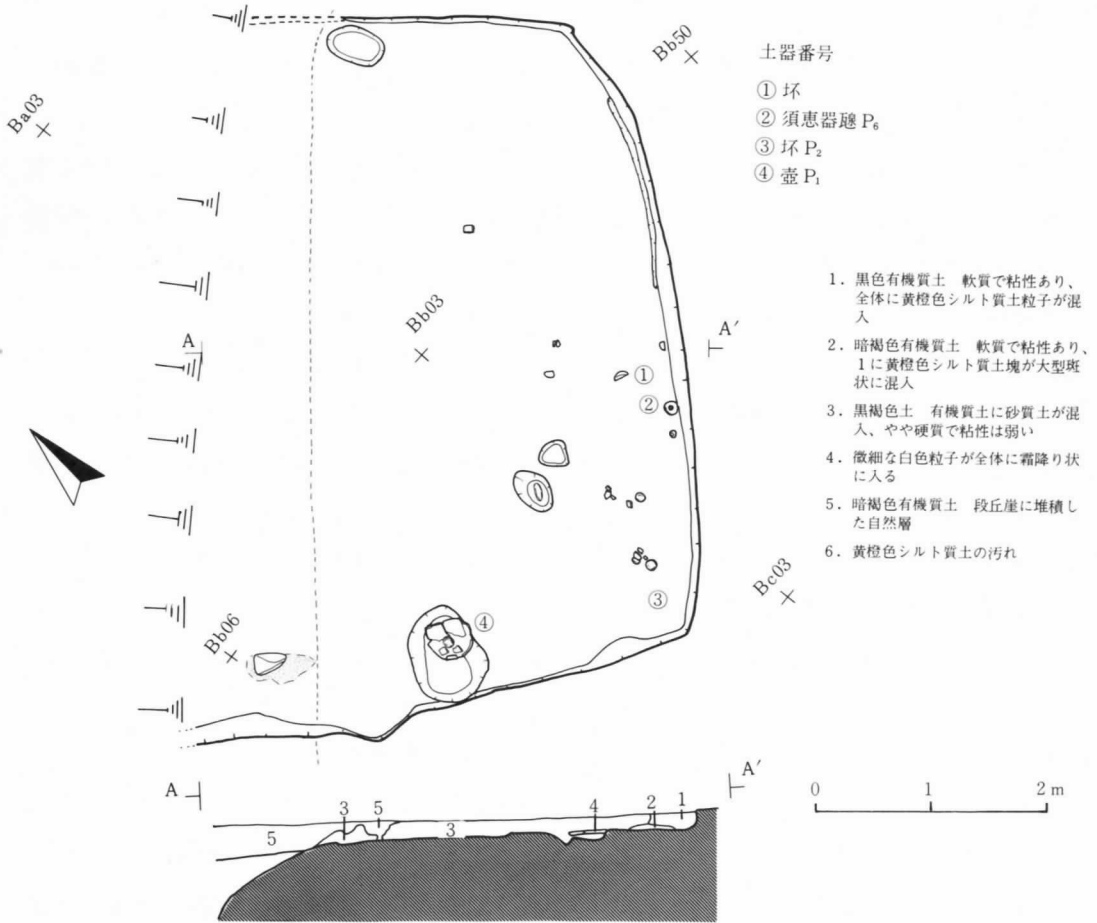 Ba03
Bb50
土器番号
① 坏
② 須恵器𤭯 P₆
③ 坏 P₂
④ 壺 P₁
1. 黒色有機質土 軟質で粘性あり、
全体に黄橙色シルト質土粒子が混
入
2. 暗褐色有機質土 軟質で粘性あり、
1に黄橙色シルト質土塊が大型斑
状に混入
3. 黒褐色土 有機質土に砂質土が混
入、やや硬質で粘性は弱い
4. 微細な白色粒子が全体に霜降り状
に入る
5. 暗褐色有機質土 段丘崖に堆積し
た自然層
6. 黄橙色シルト質土の汚れ
Bb03
A
A′
①
②
③
④
Bc03
Bb06
A
A′
3 5 4 2 1
5 3
0 1 2 m